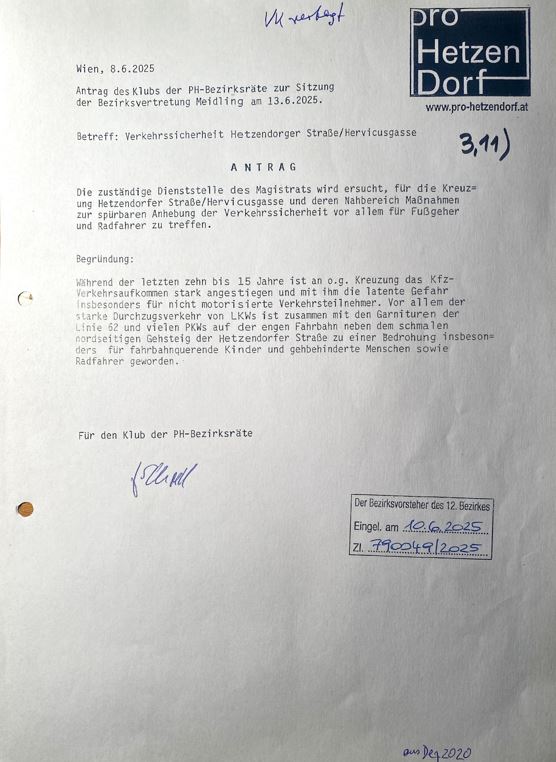 VK vertagt
pro
Hetzen
Dorf
www.pro-hetzendorf.at
Wien, 8.6.2025
Antrag des Klubs der PH-Bezirksräte zur Sitzung
der Bezirksvertretung Meidling am 13.6.2025.
Betreff: Verkehrssicherheit Hetzendorger Straße/Hervicusgasse
3,11)
A N T R A G
Die zuständige Dienststelle des Magistrats wird ersucht, für die Kreuz=
ung Hetzendorfer Straße/Hervicusgasse und deren Nahbereich Maßnahmen
zur spürbaren Anhebung der Verkehrssicherheit vor allem für Fußgeher
und Radfahrer zu treffen.
Begründung:
Während der letzten zehn bis 15 Jahre ist an o.g. Kreuzung das Kfz-
Verkehrsaufkommen stark angestiegen und mit ihm die latente Gefahr
insbesonders für nicht motorisierte Verkehrsteilnehmer. Vor allem der
starke Durchzugsverkehr von LKWs ist zusammen mit den Garnituren der
Linie 62 und vielen PKWs auf der engen Fahrbahn neben dem schmalen
nordseitigen Gehsteig der Hetzendorfer Straße zu einer Bedrohung insbeson=
ders für fahrbahnquerende Kinder und gehbehinderte Menschen sowie
Radfahrer geworden.
Für den Klub der PH-Bezirksräte
Der Bezirksvorsteher des 12. Bezirkes
Eingel. am 10.6.2025
Zl. 790049/2025
aus Dez 2020